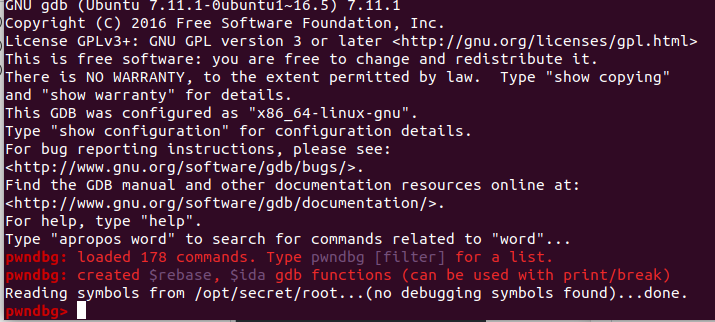 GNU gdb (Ubuntu 7.11.1-0ubuntu1~16.5) 7.11.1
Copyright (C) 2016 Free Software Foundation, Inc.
License GPLv3+: GNU GPL version 3 or later <http://gnu.org/licenses/gpl.html>
This is free software: you are free to change and redistribute it.
There is NO WARRANTY, to the extent permitted by law.  Type "show copying"
and "show warranty" for details.
This GDB was configured as "x86_64-linux-gnu".
Type "show configuration" for configuration details.
For bug reporting instructions, please see:
<http://www.gnu.org/software/gdb/bugs/>.
Find the GDB manual and other documentation resources online at:
<http://www.gnu.org/software/gdb/documentation/>.
For help, type "help".
Type "apropos word" to search for commands related to "word"...
pwndbg: loaded 178 commands. Type pwndbg [filter] for a list.
pwndbg: created $rebase, $ida gdb functions (can be used with print/break)
Reading symbols from /opt/secret/root...(no debugging symbols found)...done.
pwndbg>